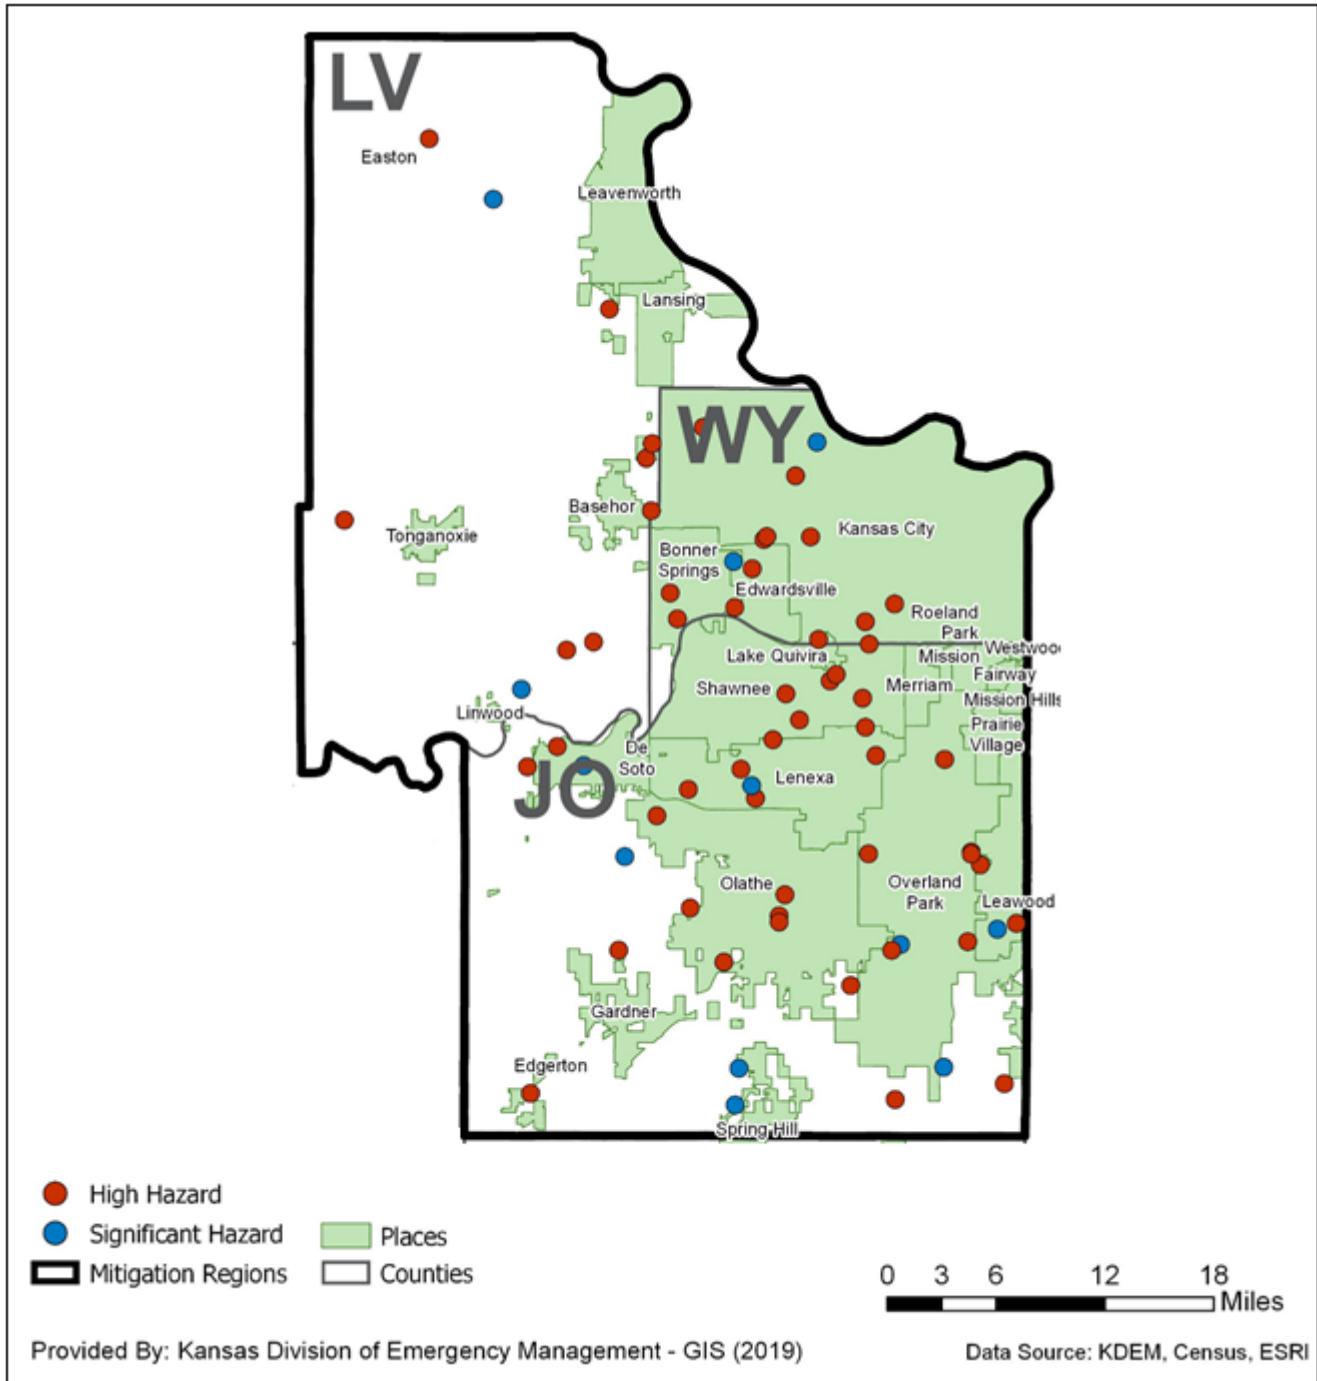 LV
Easton
Leavenworth
Lansing
WY
Basehor
Tonganoxie
Kansas City
Bonner
Springs
Edwardsville
Roeland
Park
Lake Quivira
Mission
Westwoo
Shawnee
Merriam
Fairway
Mission Hills
Linwood
Prairie
Village
De
Soto
JO
Lenexa
Olathe
Overland
Park
Leawood
Gardner
Edgerton
Spring Hill
High Hazard
Significant Hazard
Places
Mitigation Regions
Counties
0 3 6 12 18
Miles
Provided By: Kansas Division of Emergency Management - GIS (2019)
Data Source: KDEM, Census, ESRI